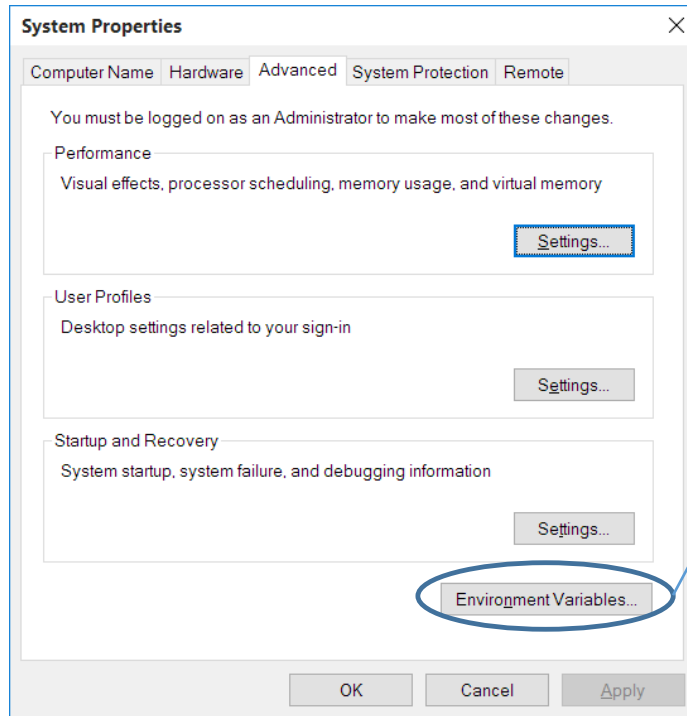 System Properties
Computer Name Hardware Advanced System Protection Remote
You must be logged on as an Administrator to make most of these changes.
Performance
Visual effects, processor scheduling, memory usage, and virtual memory
Settings...
User Profiles
Desktop settings related to your sign-in
Settings...
Startup and Recovery
System startup, system failure, and debugging information
Settings...
Environment Variables...
OK Cancel Apply